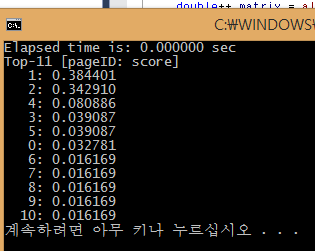 double** matrix = al
C:\WINDOWS\
C:\.
Elapsed time is: 0.000000 sec
Top-11 [pageID: score]
1: 0.384401
2: 0.342910
4: 0.080886
3: 0.039087
5: 0.039087
0: 0.032781
6: 0.016169
7: 0.016169
8: 0.016169
9: 0.016169
10: 0.016169
계속하려면 아무 키나 누르십시오 . . .